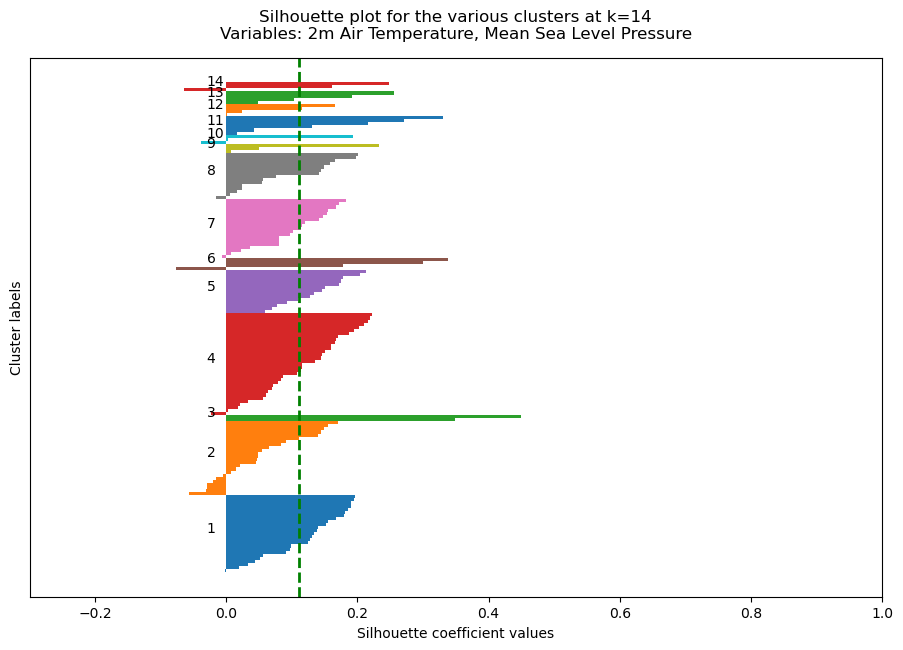 Silhouette plot for the various clusters at k=14
Variables: 2m Air Temperature, Mean Sea Level Pressure
Cluster labels
14
13
12
11
10
9
8
7
6
5
4
3
2
1
−0.2 0.0 0.2 0.4 0.6 0.8 1.0
Silhouette coefficient values